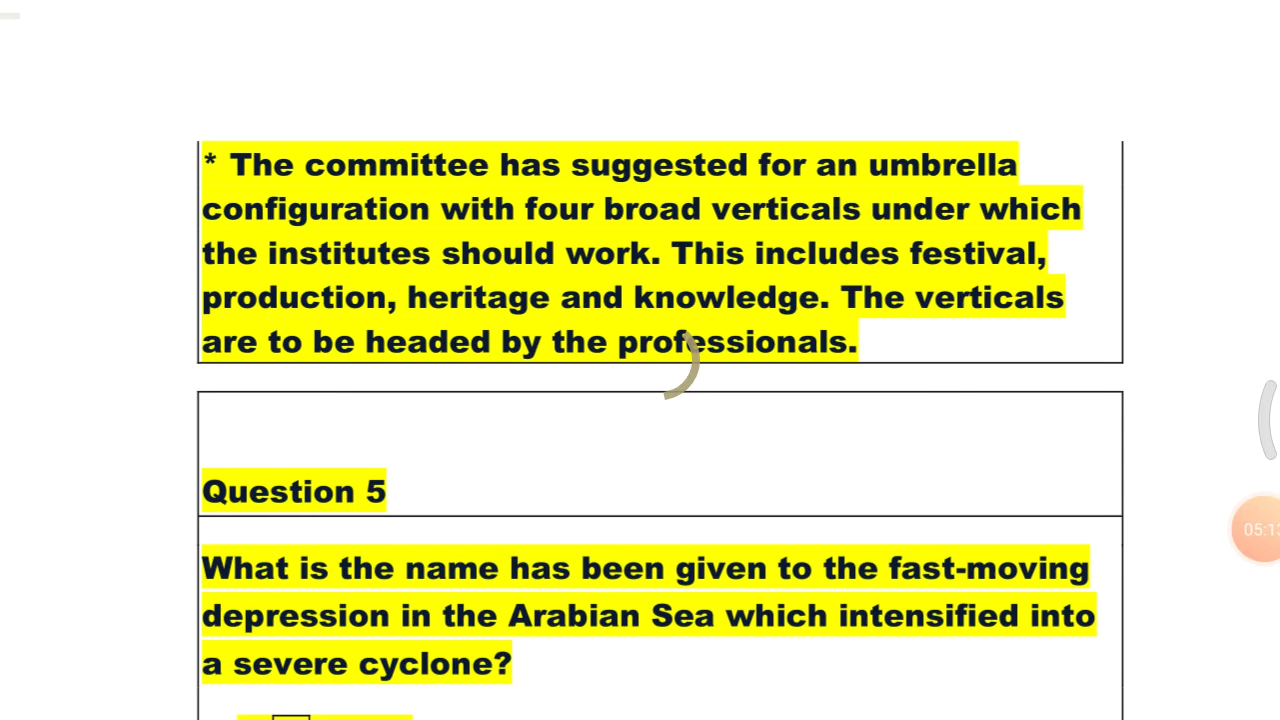 * The committee has suggested for an umbrella
configuration with four broad verticals under which
the institutes should work. This includes festival,
production, heritage and knowledge. The verticals
are to be headed by the professionals.
Question 5
What is the name has been given to the fast-moving
depression in the Arabian Sea which intensified into
a severe cyclone?